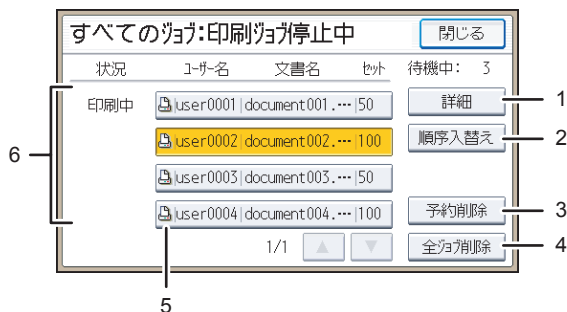 すべてのｼﾞｮﾌﾞ:印刷ｼﾞｮﾌﾞ停止中 閉じる
状況 ﾕｰｻﾞｰ名 文書名 ｾｯﾄ 待機中: 3
印刷中 user0001 document001.… 50 詳細 1
user0002 document002.… 100 順序入替え 2
6
user0003 document003.… 50
user0004 document004.… 100 予約削除 3
1/1 ▲ ▼ 全ｼﾞｮﾌﾞ削除 4
5